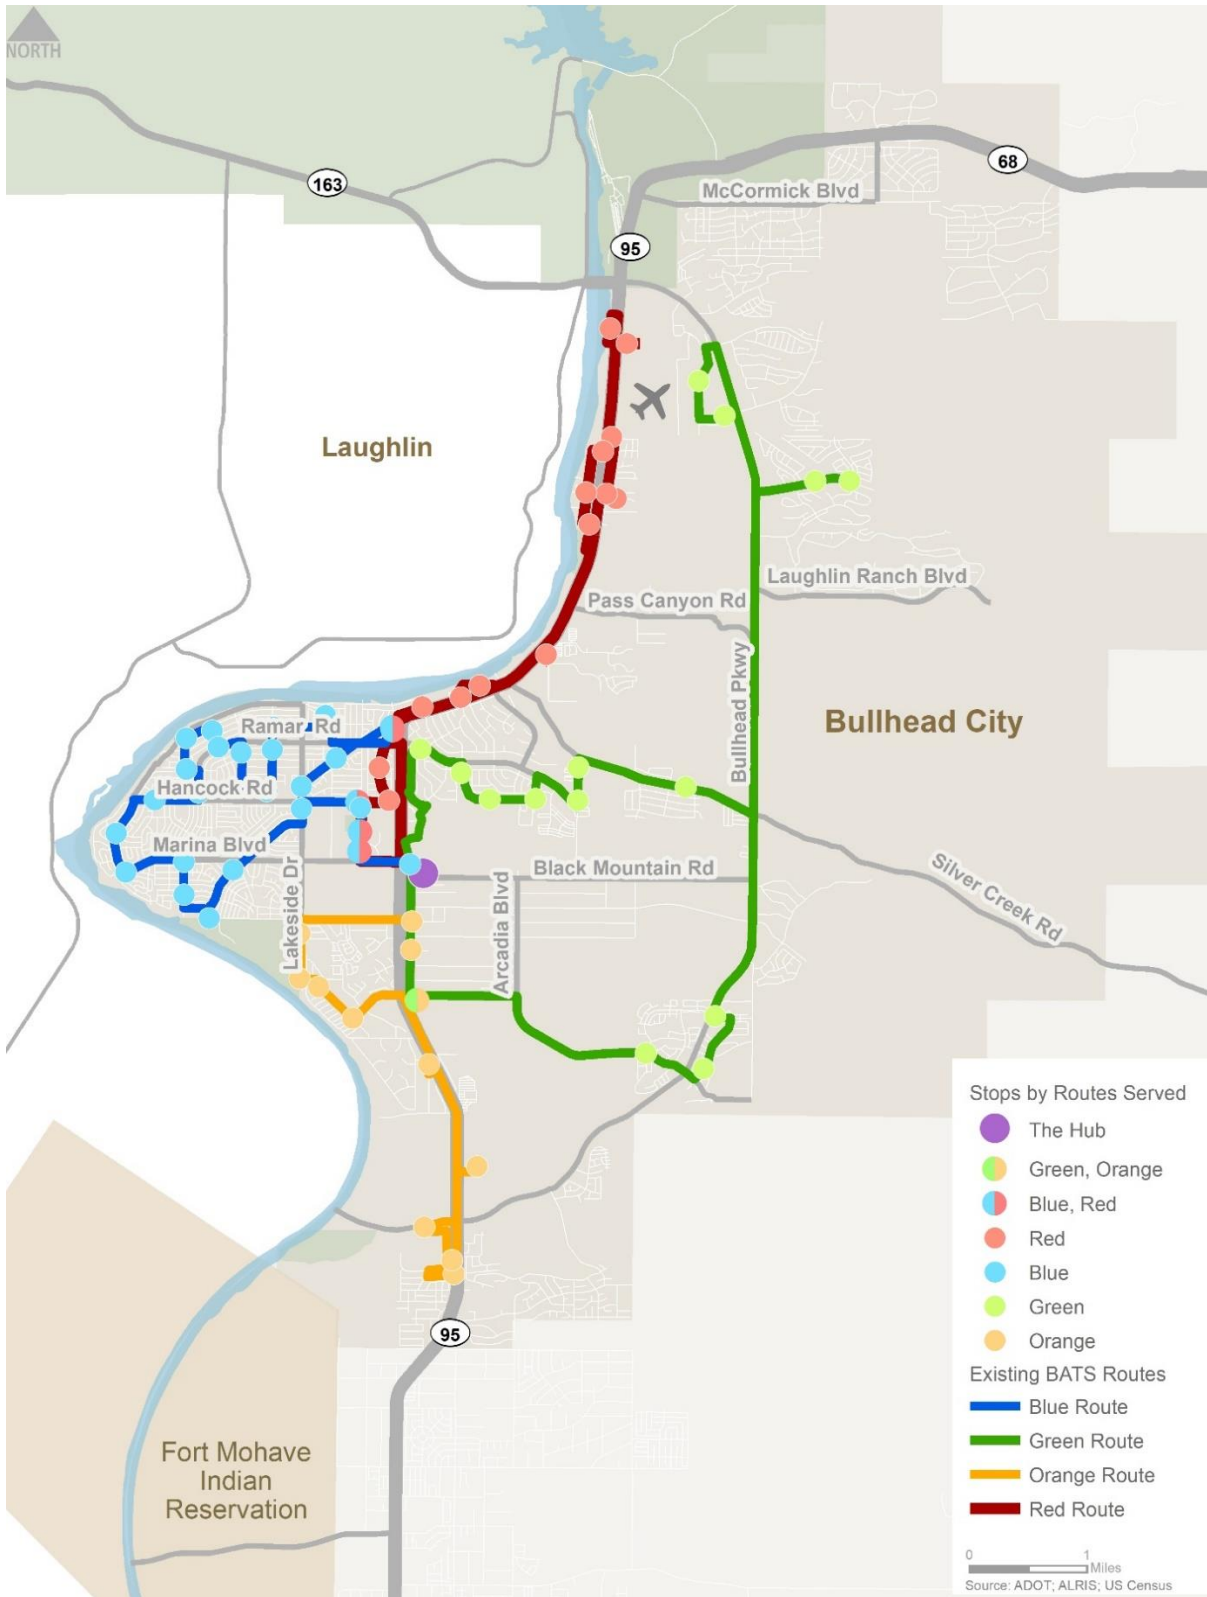 NORTH
163
68
McCormick Blvd
95
Laughlin
Laughlin Ranch Blvd
Pass Canyon Rd
Bullhead Pkwy
Bullhead City
Ramar Rd
Hancock Rd
Marina Blvd
Black Mountain Rd
Silver Creek Rd
Lakeside Dr
Arcadia Blvd
95
Fort Mohave
Indian
Reservation
Stops by Routes Served
The Hub
Green, Orange
Blue, Red
Red
Blue
Green
Orange
Existing BATS Routes
Blue Route
Green Route
Orange Route
Red Route
0 1
Miles
Source: ADOT; ALRIS; US Census